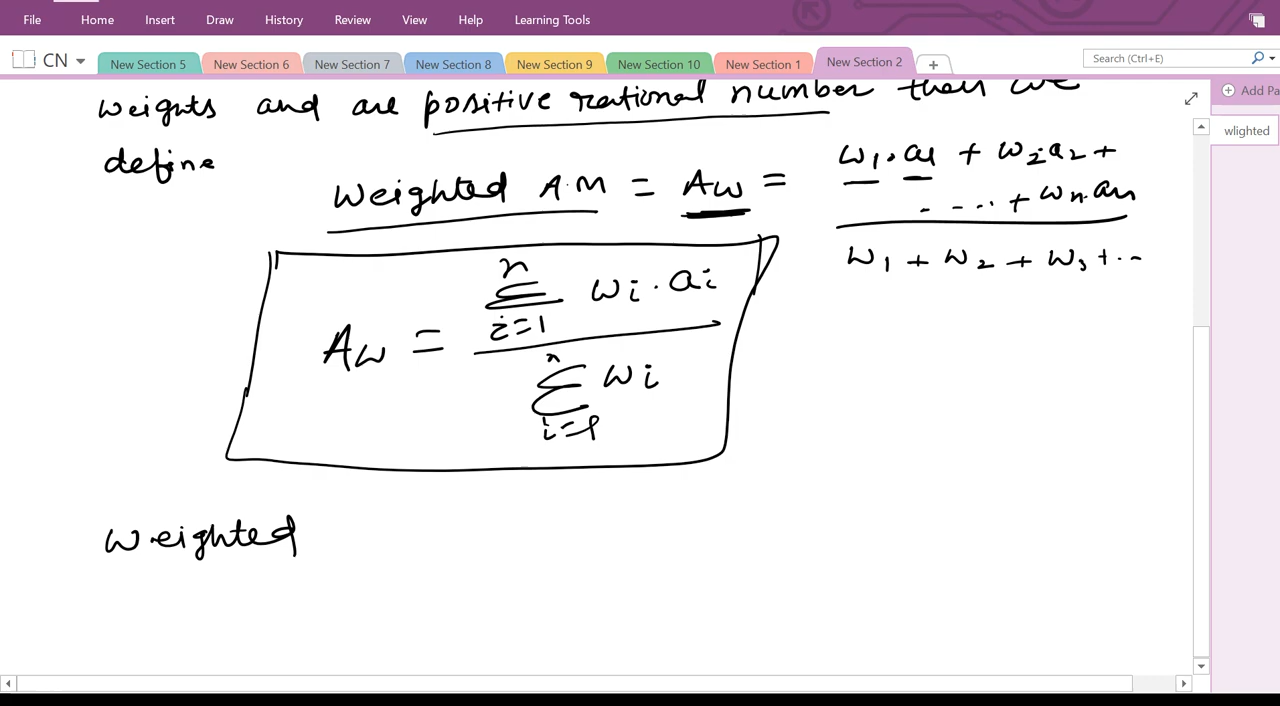 File Home Insert Draw History Review View Help Learning Tools
CN New Section 5 New Section 6 New Section 7 New Section 8 New Section 9 New Section 10 New Section 1 New Section 2 Search (Ctrl+E)
Add Pa
wlighted
weights and are positive rational number then we
define
Weighted A.M = Aw = w1.a1 + w2a2 +
..... + wn.an
w1 + w2 + w3 + ...
n
Σ wi.ai
i=1
Aw =
n
Σ wi
i=1
weighted